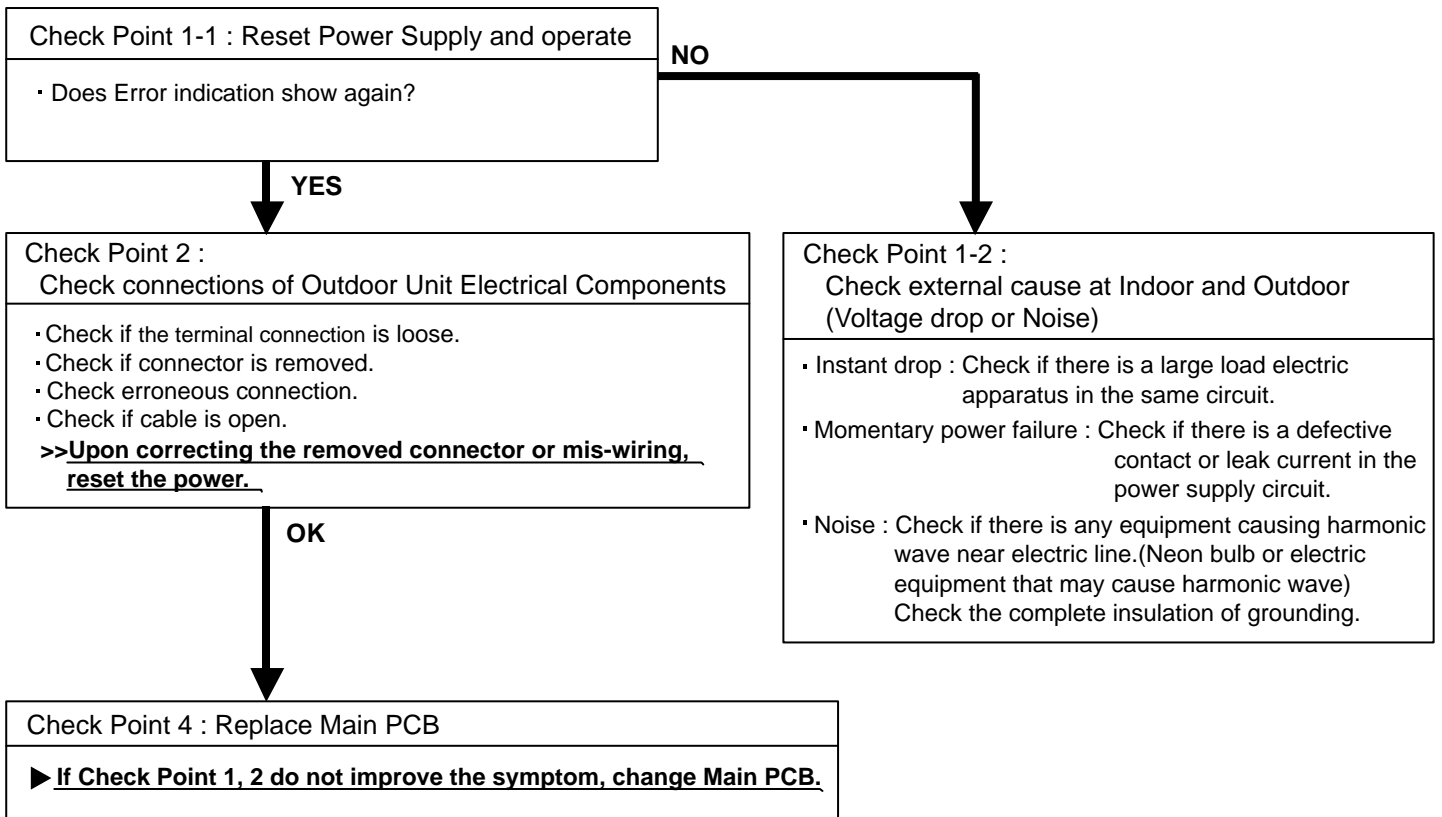 Check Point 1-1 : Reset Power Supply and operate
· Does Error indication show again?
NO
YES
Check Point 2 :
Check connections of Outdoor Unit Electrical Components
· Check if the terminal connection is loose.
· Check if connector is removed.
· Check erroneous connection.
· Check if cable is open.
>>Upon correcting the removed connector or mis-wiring,
reset the power.
OK
Check Point 1-2 :
Check external cause at Indoor and Outdoor
(Voltage drop or Noise)
· Instant drop : Check if there is a large load electric
apparatus in the same circuit.
· Momentary power failure : Check if there is a defective
contact or leak current in the
power supply circuit.
· Noise : Check if there is any equipment causing harmonic
wave near electric line.(Neon bulb or electric
equipment that may cause harmonic wave)
Check the complete insulation of grounding.
Check Point 4 : Replace Main PCB
▶ If Check Point 1, 2 do not improve the symptom, change Main PCB.